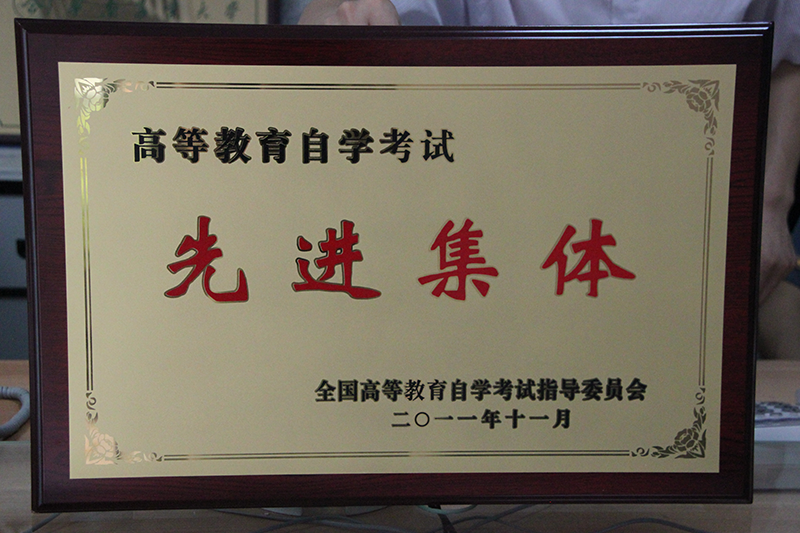 高等教育自学考试
先进集体
全国高等教育自学考试指导委员会
二〇一一年十一月